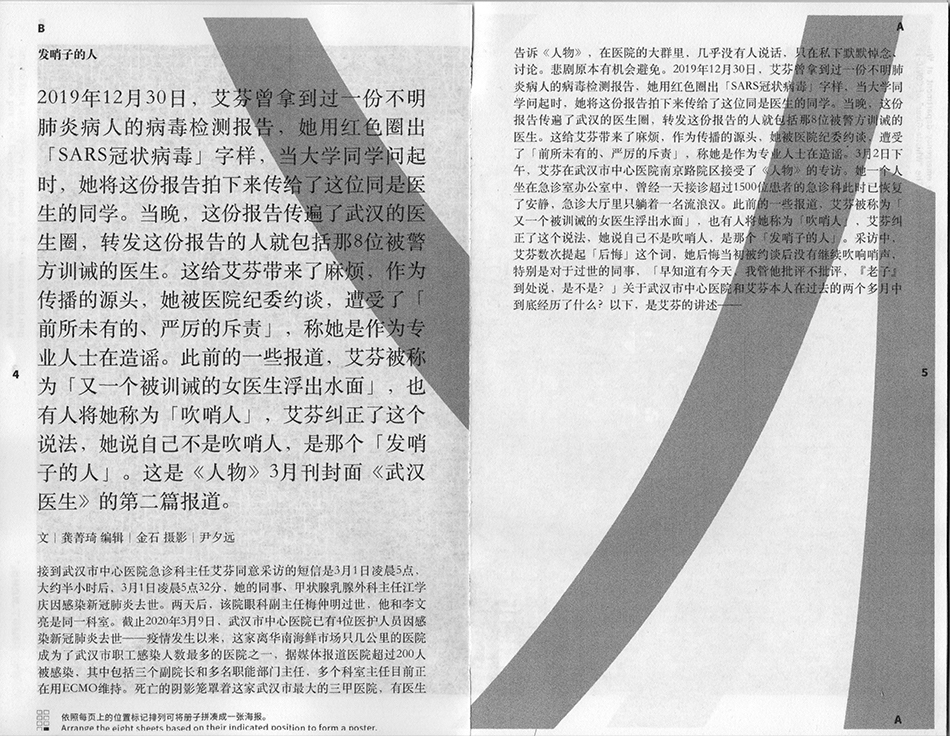 B
发哨子的人
2019年12月30日，艾芬曾拿到过一份不明
肺炎病人的病毒检测报告，她用红色圈出
「SARS冠状病毒」字样，当大学同学问起
时，她将这份报告拍下来传给了这位同是医
生的同学。当晚，这份报告传遍了武汉的医
生圈，转发这份报告的人就包括那8位被警
方训诫的医生。这给艾芬带来了麻烦，作为
传播的源头，她被医院纪委约谈，遭受了「
前所未有的、严厉的斥责」，称她是作为专
业人士在造谣。此前的一些报道，艾芬被称
为「又一个被训诫的女医生浮出水面」，也
有人将她称为「吹哨人」，艾芬纠正了这个
说法，她说自己不是吹哨人，是那个「发哨
子的人」。这是《人物》3月刊封面《武汉
医生》的第二篇报道。
文｜龚菁琦 编辑｜金石 摄影｜尹夕远
接到武汉市中心医院急诊科主任艾芬同意采访的短信是3月1日凌晨5点，
大约半小时后，3月1日凌晨5点32分，她的同事、甲状腺乳腺外科主任江学
庆因感染新冠肺炎去世。两天后，该院眼科副主任梅仲明过世，他和李文
亮是同一科室。截止2020年3月9日，武汉市中心医院已有4位医护人员因感
染新冠肺炎去世——疫情发生以来，这家离华南海鲜市场只几公里的医院
成为了武汉市职工感染人数最多的医院之一，据媒体报道医院超过200人
被感染，其中包括三个副院长和多名职能部门主任，多个科室主任目前正
在用ECMO维持。死亡的阴影笼罩着这家武汉市最大的三甲医院，有医生
4
依照每页上的位置标记排列可将册子拼凑成一张海报。
Arrange the eight sheets based on their indicated position to form a poster.
A
告诉《人物》，在医院的大群里，几乎没有人说话，只在私下默默悼念、
讨论。悲剧原本有机会避免。2019年12月30日，艾芬曾拿到过一份不明肺
炎病人的病毒检测报告，她用红色圈出「SARS冠状病毒」字样，当大学同
学问起时，她将这份报告拍下来传给了这位同是医生的同学。当晚，这份
报告传遍了武汉的医生圈，转发这份报告的人就包括那8位被警方训诫的
医生。这给艾芬带来了麻烦，作为传播的源头，她被医院纪委约谈，遭受
了「前所未有的、严厉的斥责」，称她是作为专业人士在造谣。3月2日下
午，艾芬在武汉市中心医院南京路院区接受了《人物》的专访，她一个人
坐在急诊室办公室中，曾经一天接诊超过1500位患者的急诊科此时已恢复
了安静，急诊大厅里只躺着一名流浪汉。此前的一些报道，艾芬被称为「
又一个被训诫的女医生浮出水面」，也有人将她称为「吹哨人」，艾芬纠
正了这个说法，她说自己不是吹哨人，是那个「发哨子的人」。采访中，
艾芬数次提起「后悔」这个词，她后悔当初被约谈后没有继续吹响哨声，
特别是对于过世的同事，「早知道有今天，我管他批评不批评，『老子』
到处说，是不是？」关于武汉市中心医院和艾芬本人在过去的两个多月中
到底经历了什么？以下，是艾芬的讲述——
5
A